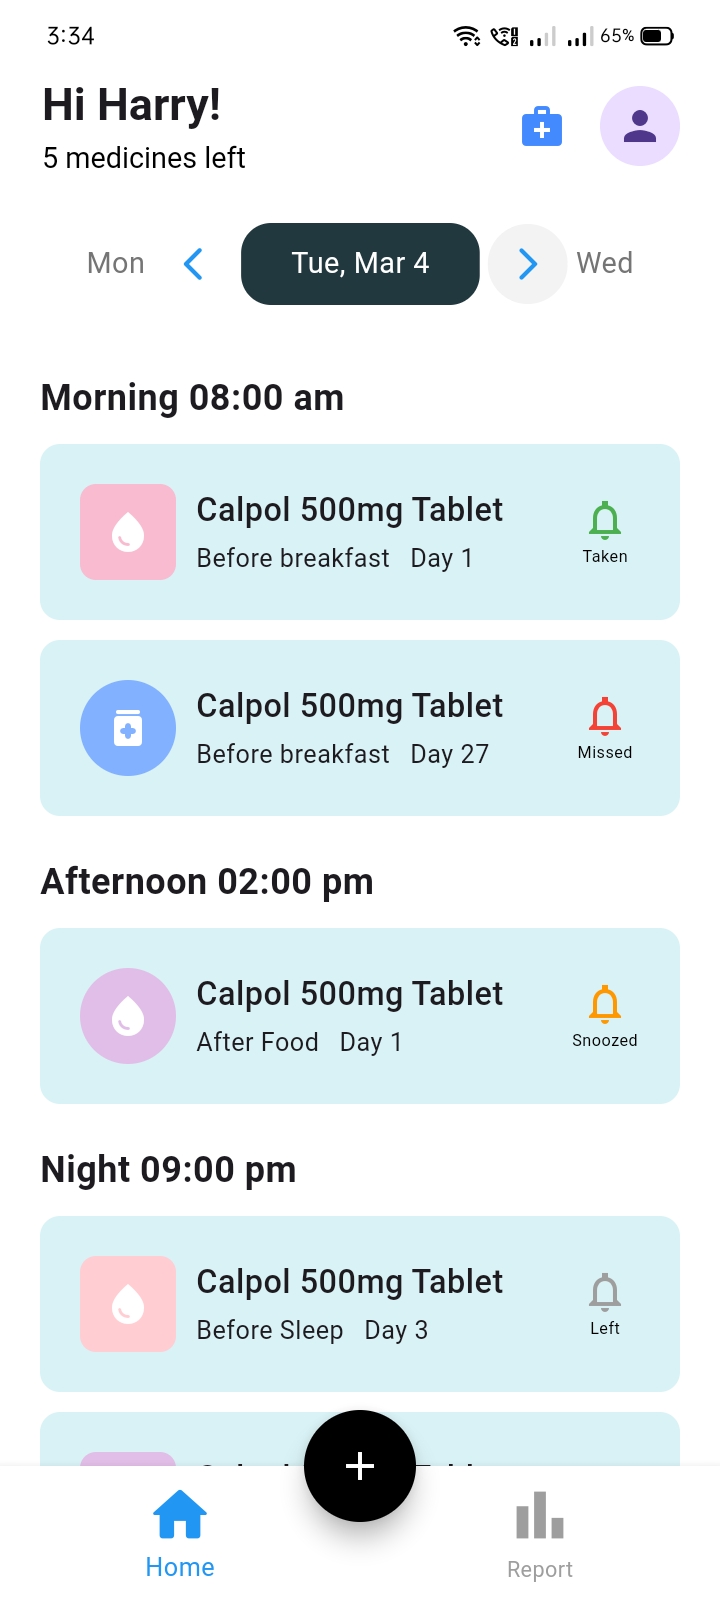 3:34
65%
Hi Harry!
5 medicines left
Mon
Tue, Mar 4
Wed
Morning 08:00 am
Calpol 500mg Tablet
Before breakfast Day 1
Taken
Calpol 500mg Tablet
Before breakfast Day 27
Missed
Afternoon 02:00 pm
Calpol 500mg Tablet
After Food Day 1
Snoozed
Night 09:00 pm
Calpol 500mg Tablet
Before Sleep Day 3
Left
Home
Report